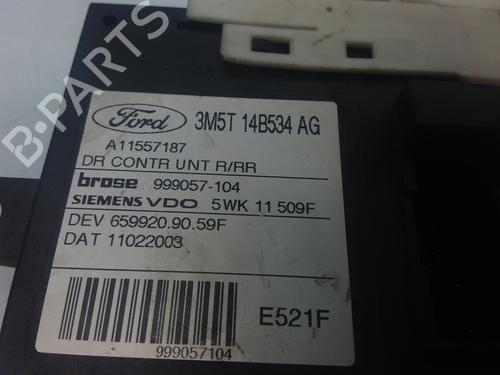 B-PARTS
Ford 3M5T 14B534 AG
A11557187
DR CONTR UNT R/RR
brose 999057-104
SIEMENS VDO 5WK 11 509F
DEV 659920.90.59F
DAT 11022003
E521F
999057104